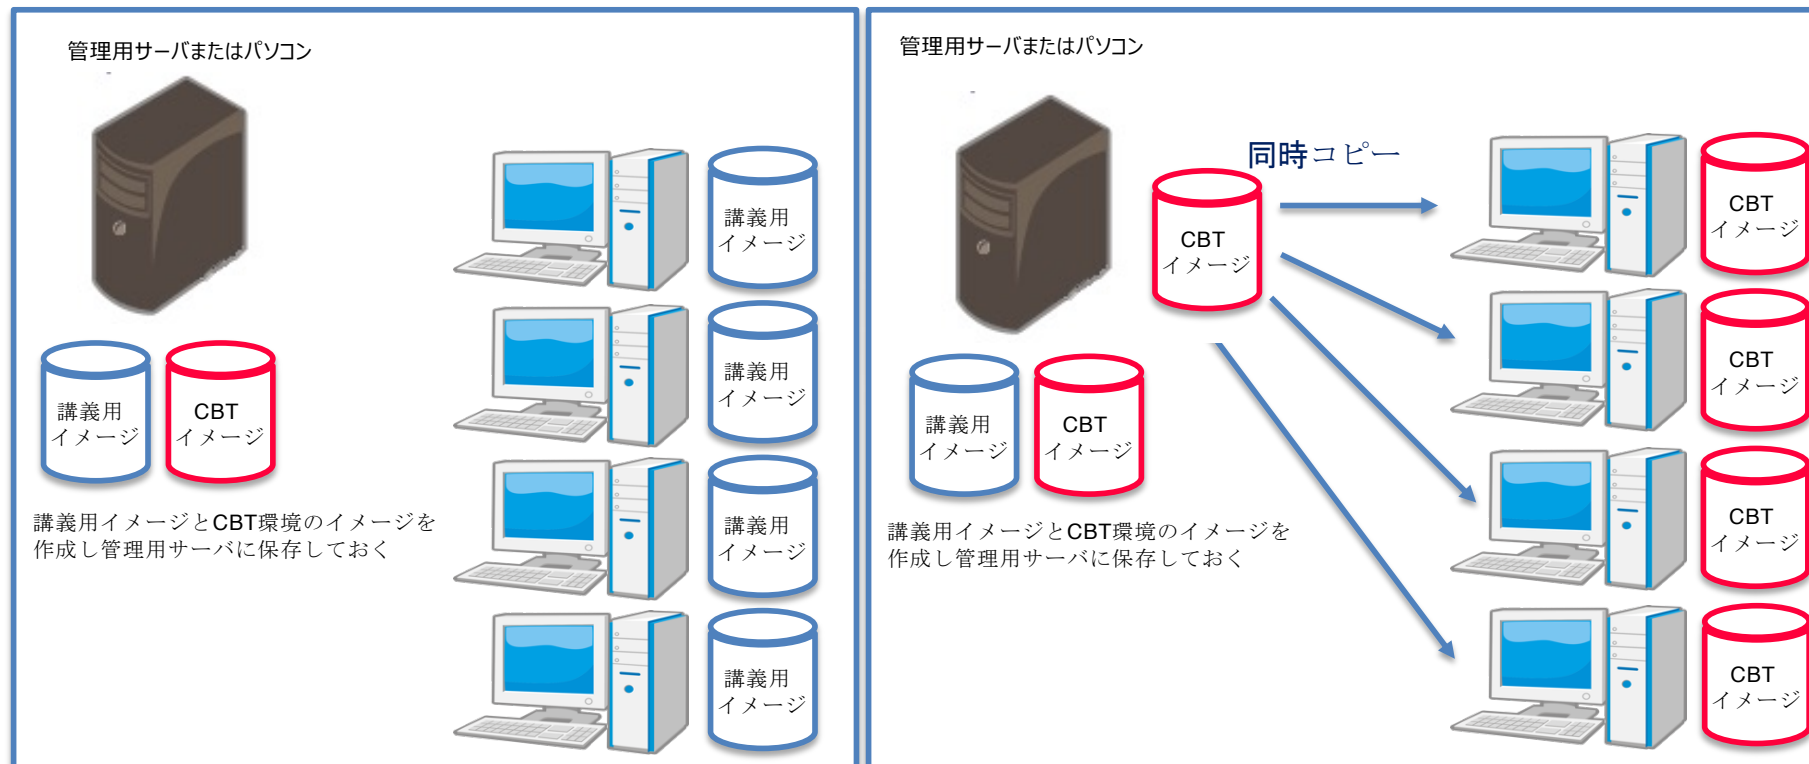 管理用サーバまたはパソコン
講義用
イメージ
講義用
イメージ
講義用
イメージ
講義用
イメージ
講義用
イメージ
CBT
イメージ
講義用イメージとCBT環境のイメージを
作成し管理用サーバに保存しておく
管理用サーバまたはパソコン
同時コピー
CBT
イメージ
CBT
イメージ
CBT
イメージ
CBT
イメージ
CBT
イメージ
講義用
イメージ
CBT
イメージ
講義用イメージとCBT環境のイメージを
作成し管理用サーバに保存しておく